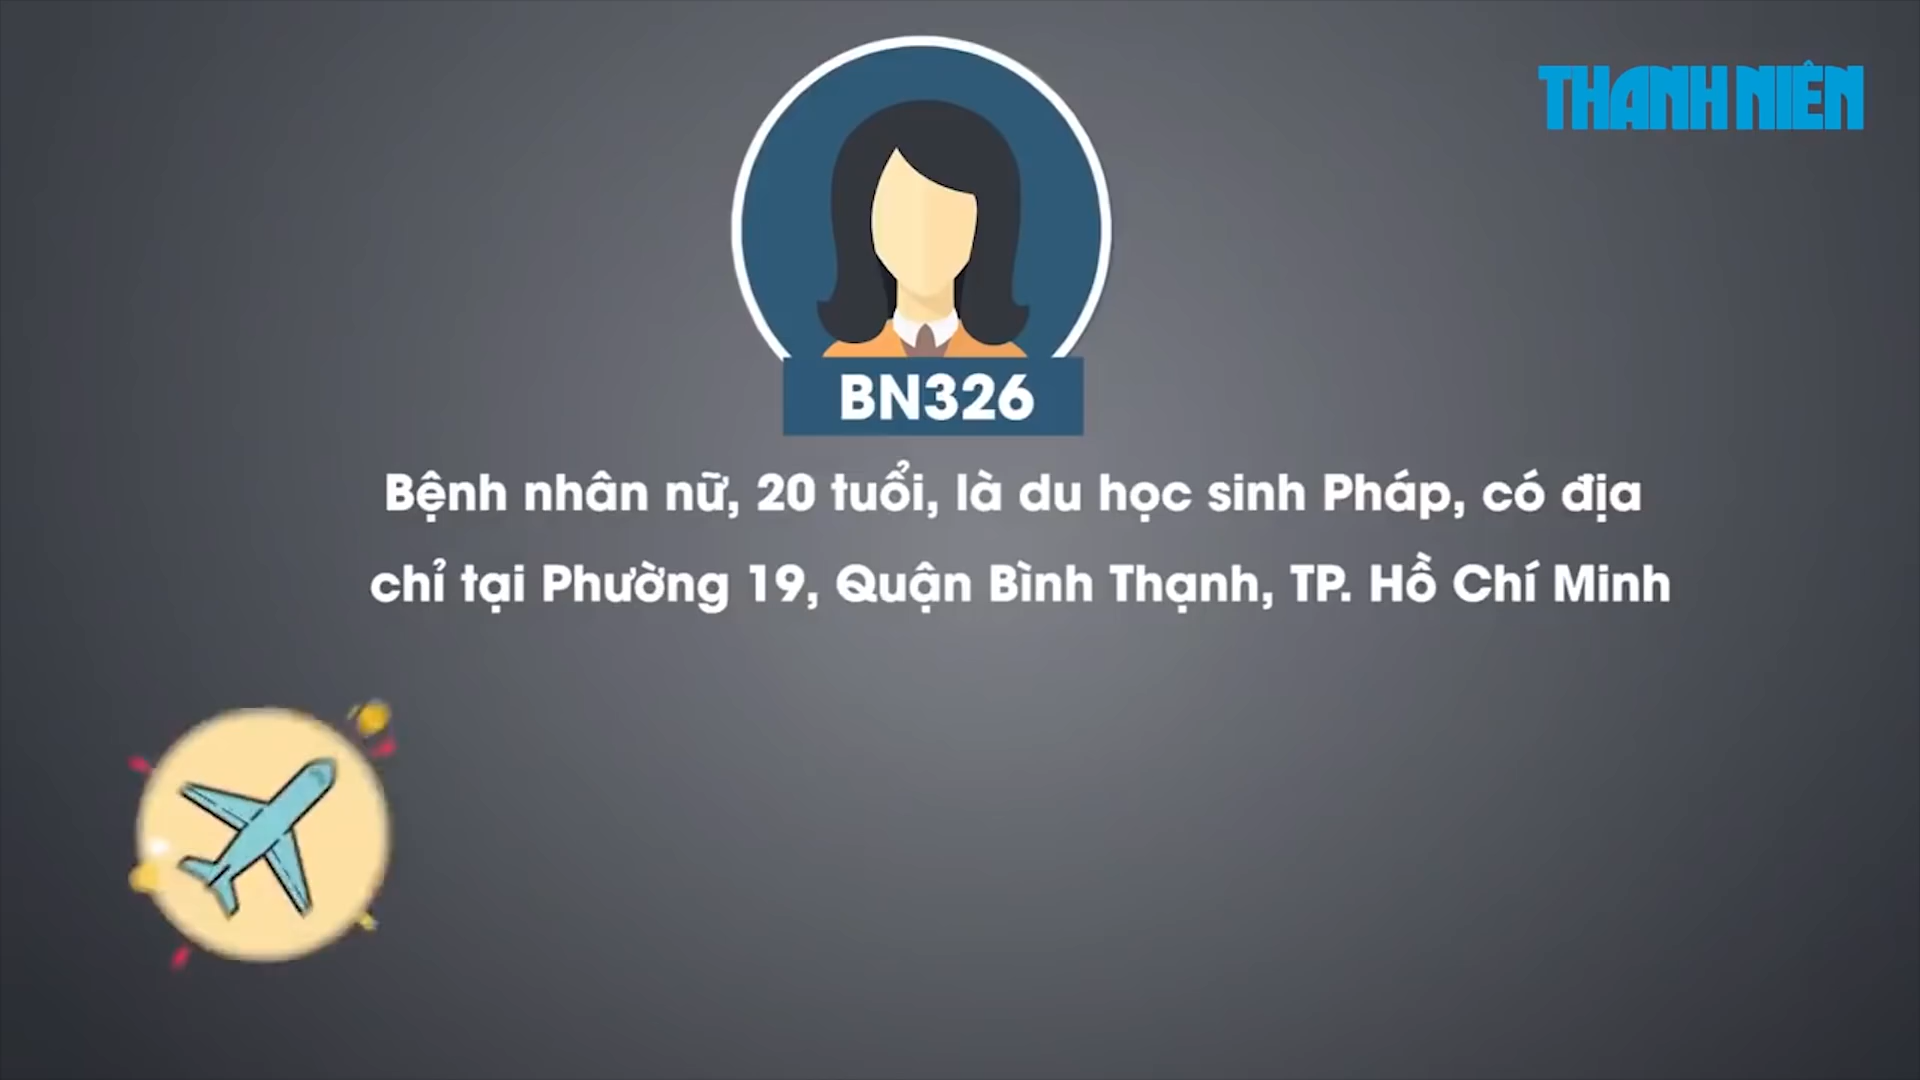 THANH NIÊN
BN326
Bệnh nhân nữ, 20 tuổi, là du học sinh Pháp, có địa
chỉ tại Phường 19, Quận Bình Thạnh, TP. Hồ Chí Minh